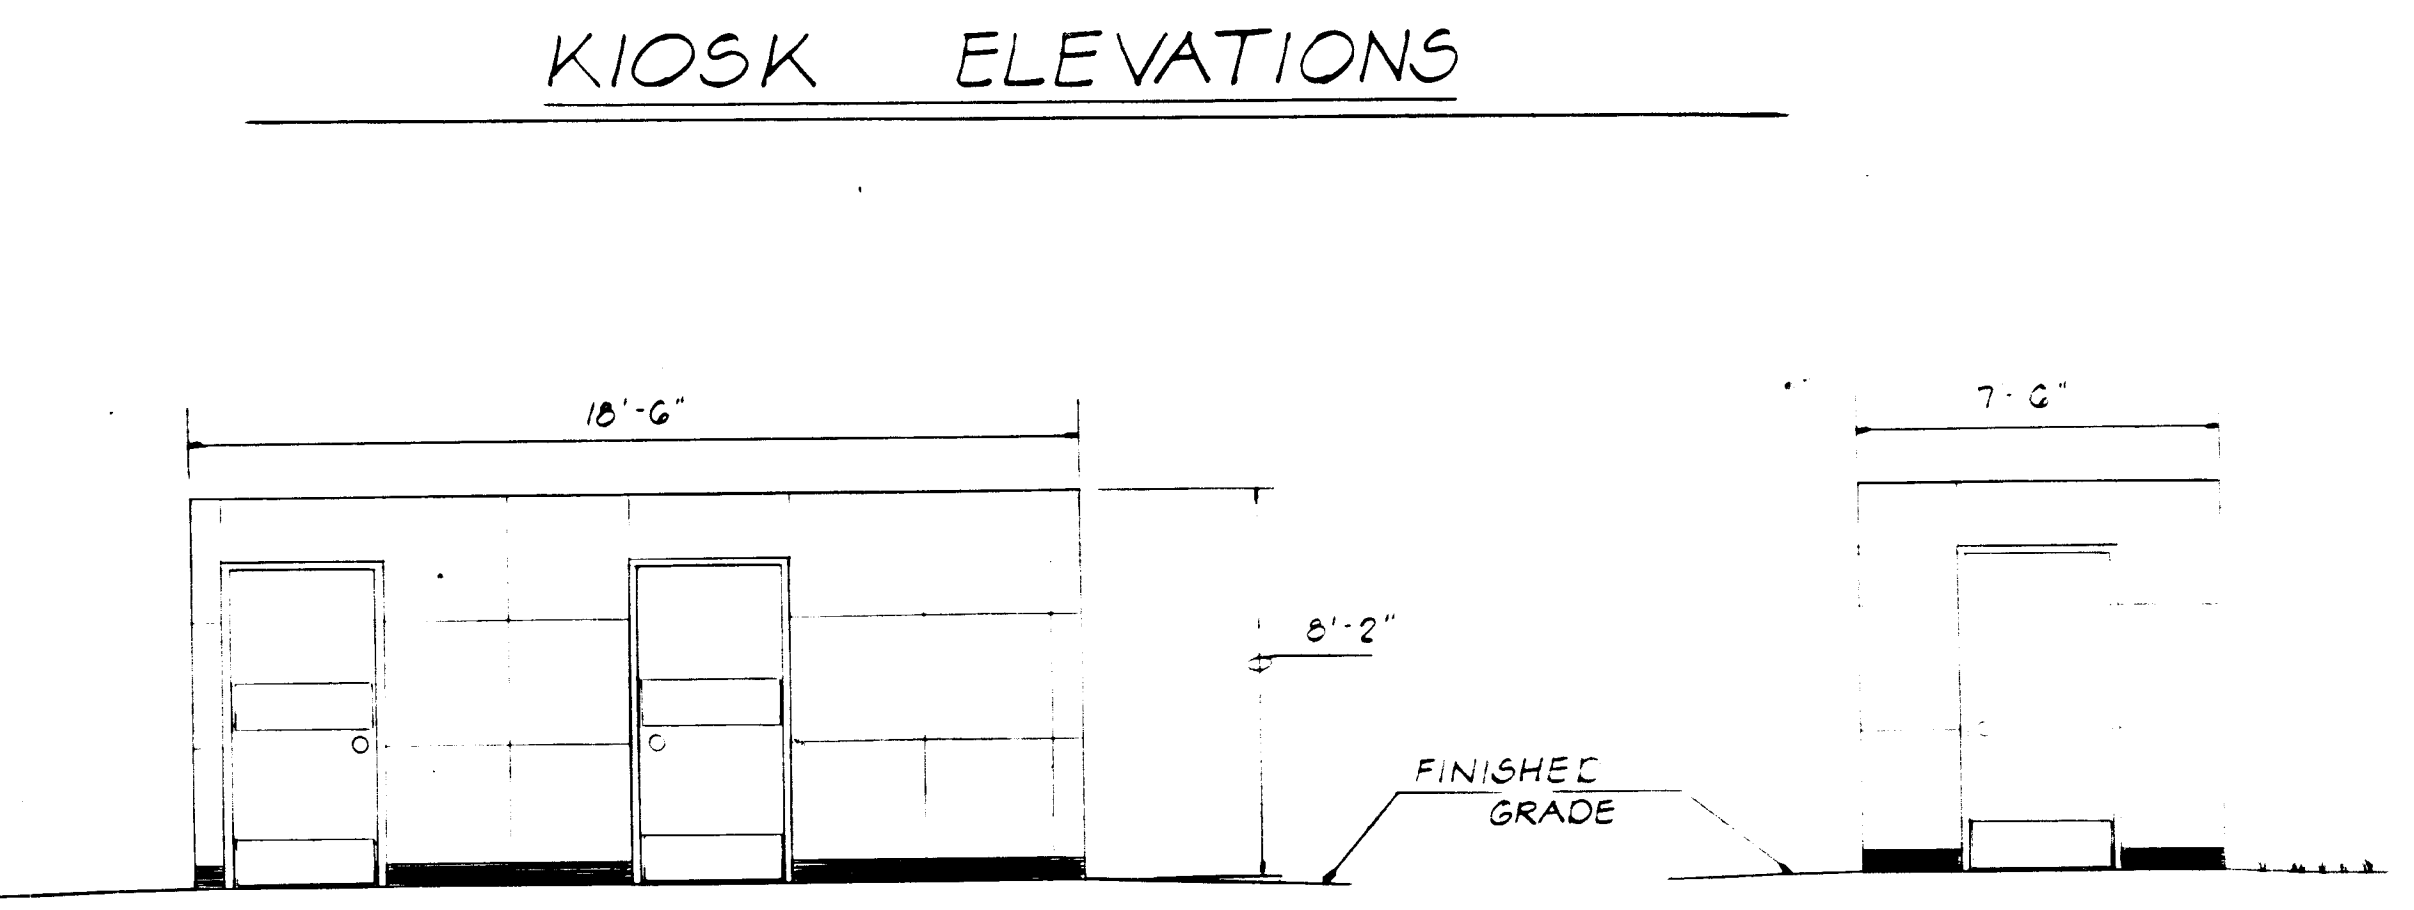 KIOSK ELEVATIONS
18'-6"
7'-6"
8'-2"
FINISHED
GRADE